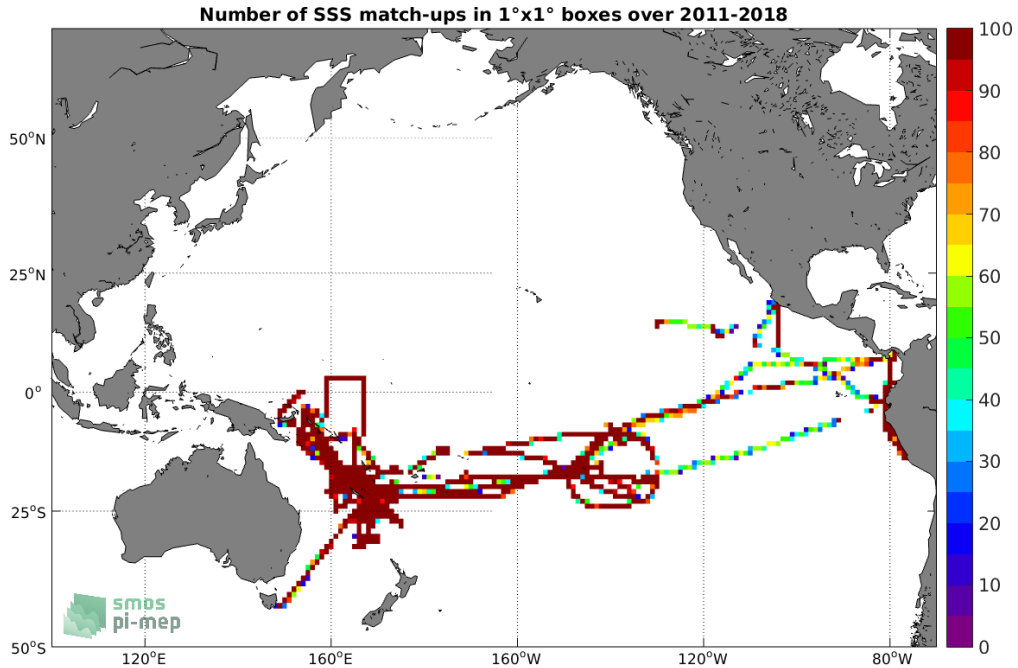 Number of SSS match-ups in 1°x1° boxes over 2011-2018
100
90
80
70
60
50
40
30
20
10
0
50°N
25°N
0°
25°S
50°S
120°E
160°E
160°W
120°W
80°W
smos
pi-mep